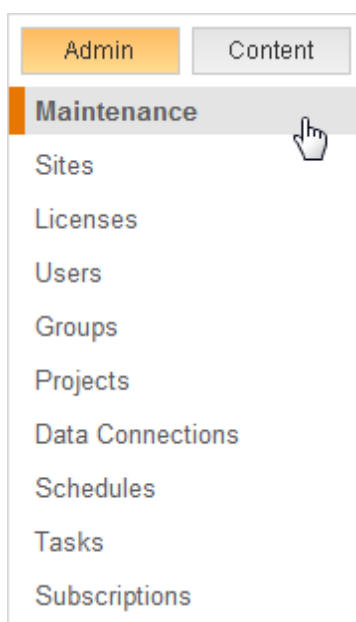 Admin Content
Maintenance
Sites
Licenses
Users
Groups
Projects
Data Connections
Schedules
Tasks
Subscriptions